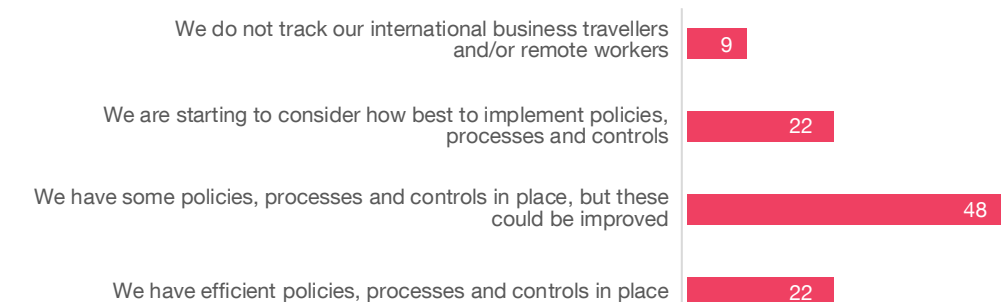 We do not track our international business travellers
and/or remote workers
9
We are starting to consider how best to implement policies,
processes and controls
22
We have some policies, processes and controls in place, but these
could be improved
48
We have efficient policies, processes and controls in place
22